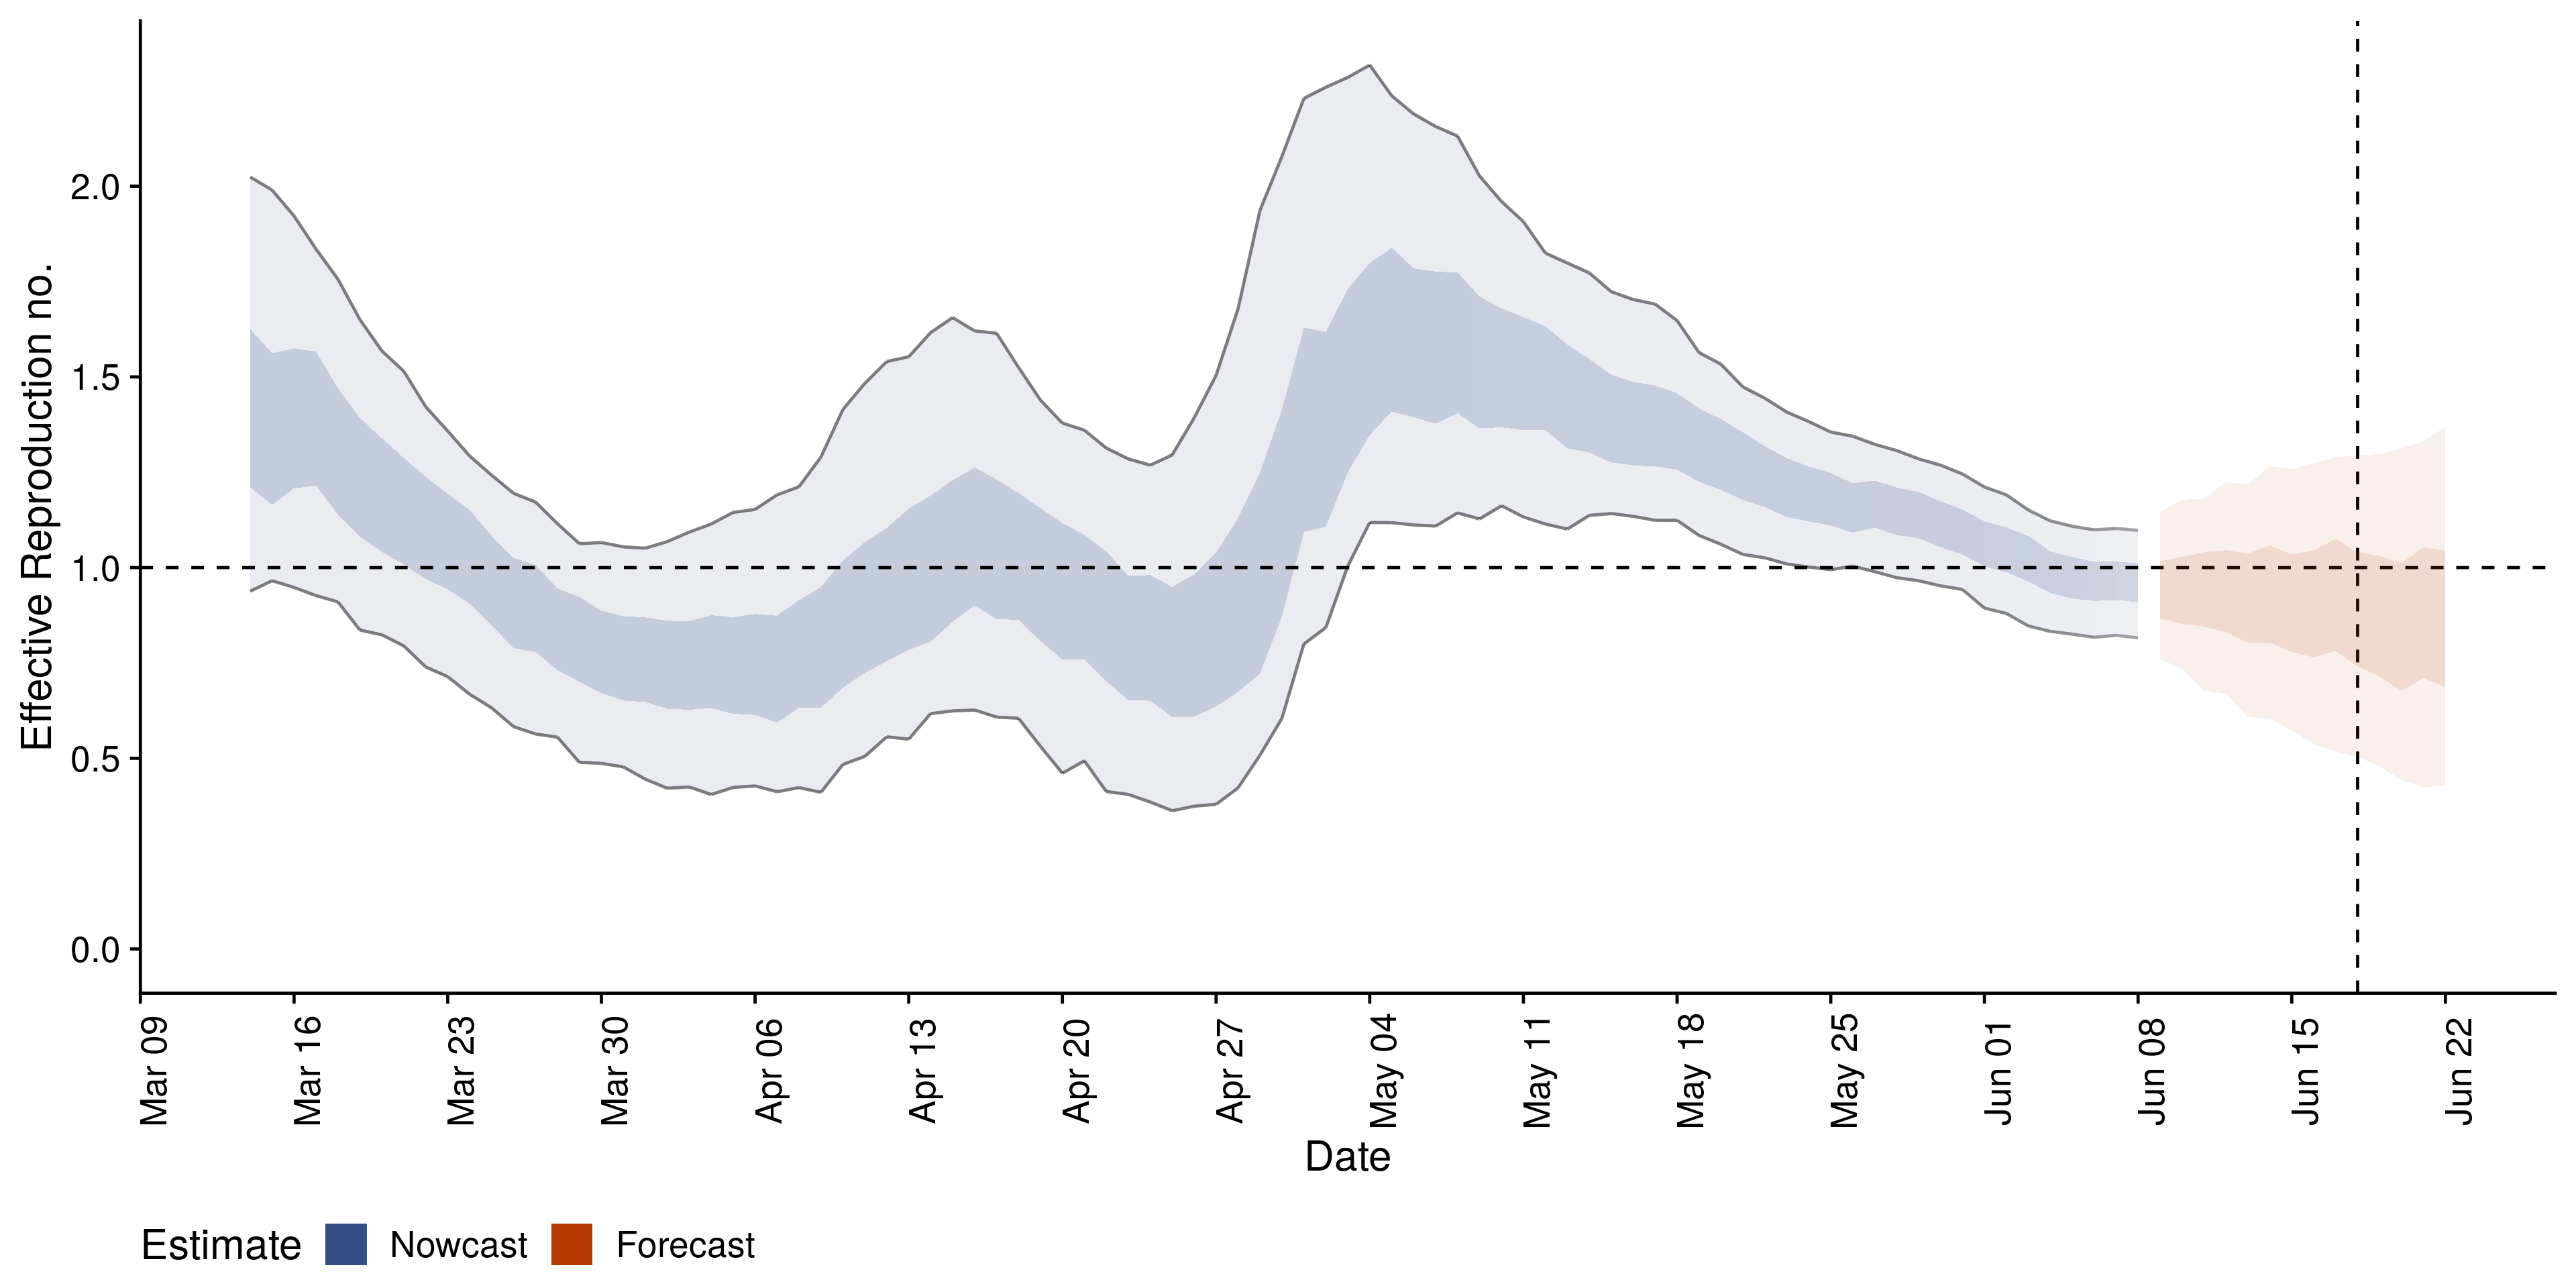 Effective Reproduction no.
2.0
1.5
1.0
0.5
0.0
Mar 09
Mar 16
Mar 23
Mar 30
Apr 06
Apr 13
Apr 20
Apr 27
May 04
May 11
May 18
May 25
Jun 01
Jun 08
Jun 15
Jun 22
Date
Estimate
Nowcast
Forecast